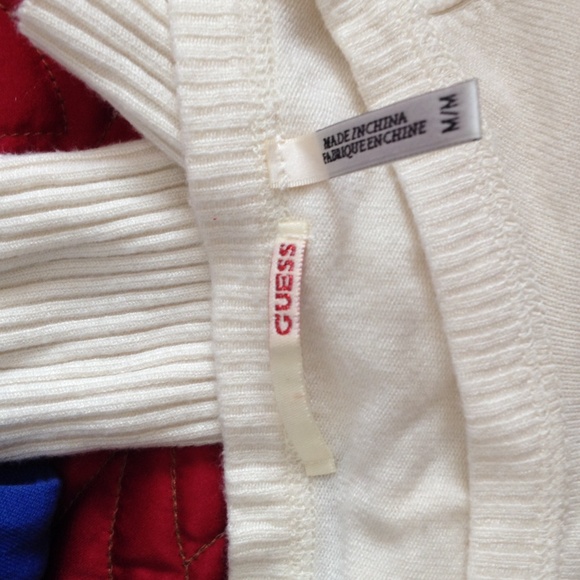 MADE IN CHINA
FABRIQUE EN CHINE
M/M
GUESS